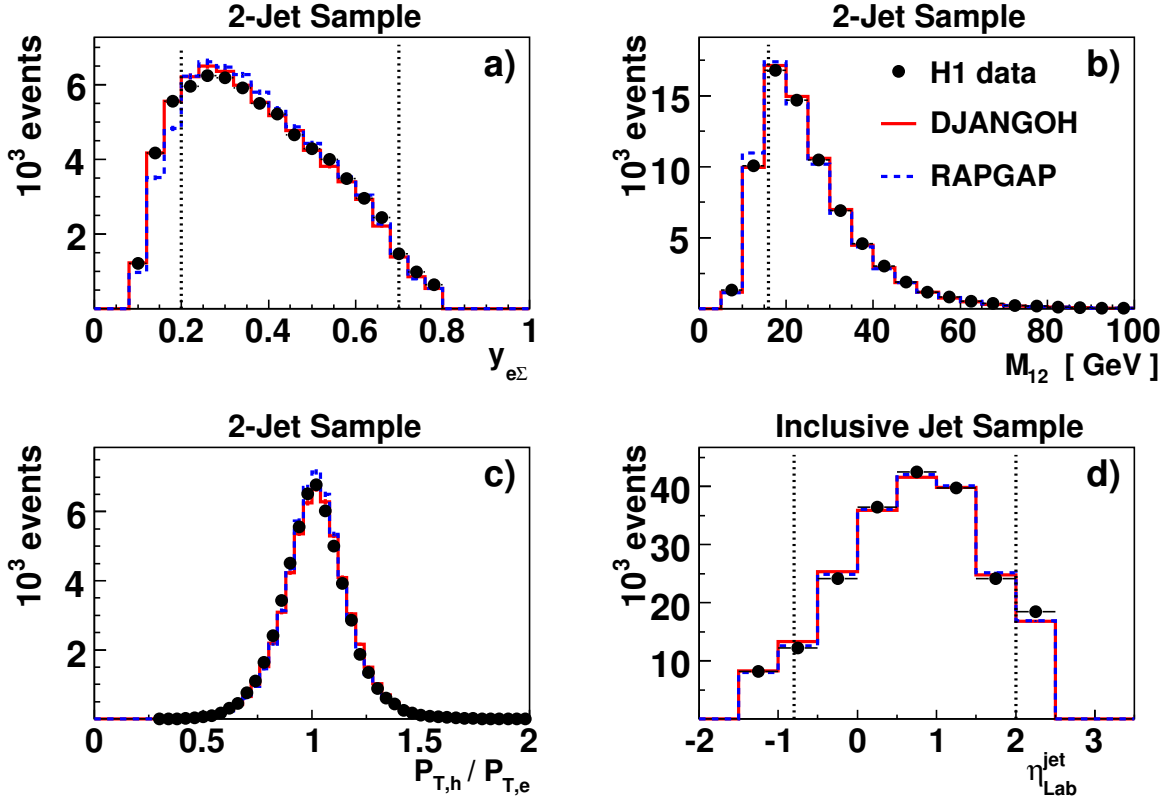 2-Jet Sample
a)
10³ events
6
4
2
0 0.2 0.4 0.6 0.8 1
y_eΣ
2-Jet Sample
b)
H1 data
DJANGOH
RAPGAP
10³ events
15
10
5
0 20 40 60 80 100
M₁₂ [ GeV ]
2-Jet Sample
c)
10³ events
6
4
2
0 0.5 1 1.5 2
P_T,h / P_T,e
Inclusive Jet Sample
d)
10³ events
40
30
20
10
0
-2 -1 0 1 2 3
η^jet_Lab